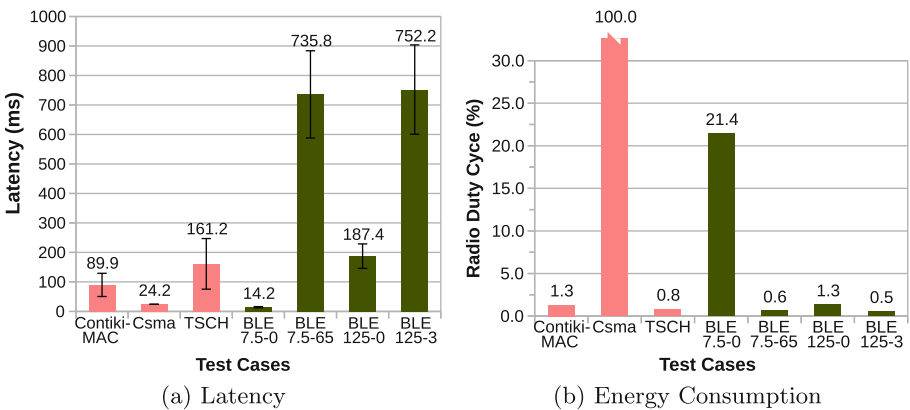 1000
900
800
700
600
500
400
300
200
100
0
Latency (ms)
89.9
24.2
161.2
14.2
735.8
187.4
752.2
Contiki-MAC
Csma
TSCH
BLE 7.5-0
BLE 7.5-65
BLE 125-0
BLE 125-3
Test Cases
(a) Latency
30.0
25.0
20.0
15.0
10.0
5.0
0.0
Radio Duty Cyce (%)
1.3
100.0
0.8
21.4
0.6
1.3
0.5
Contiki-MAC
Csma
TSCH
BLE 7.5-0
BLE 7.5-65
BLE 125-0
BLE 125-3
Test Cases
(b) Energy Consumption